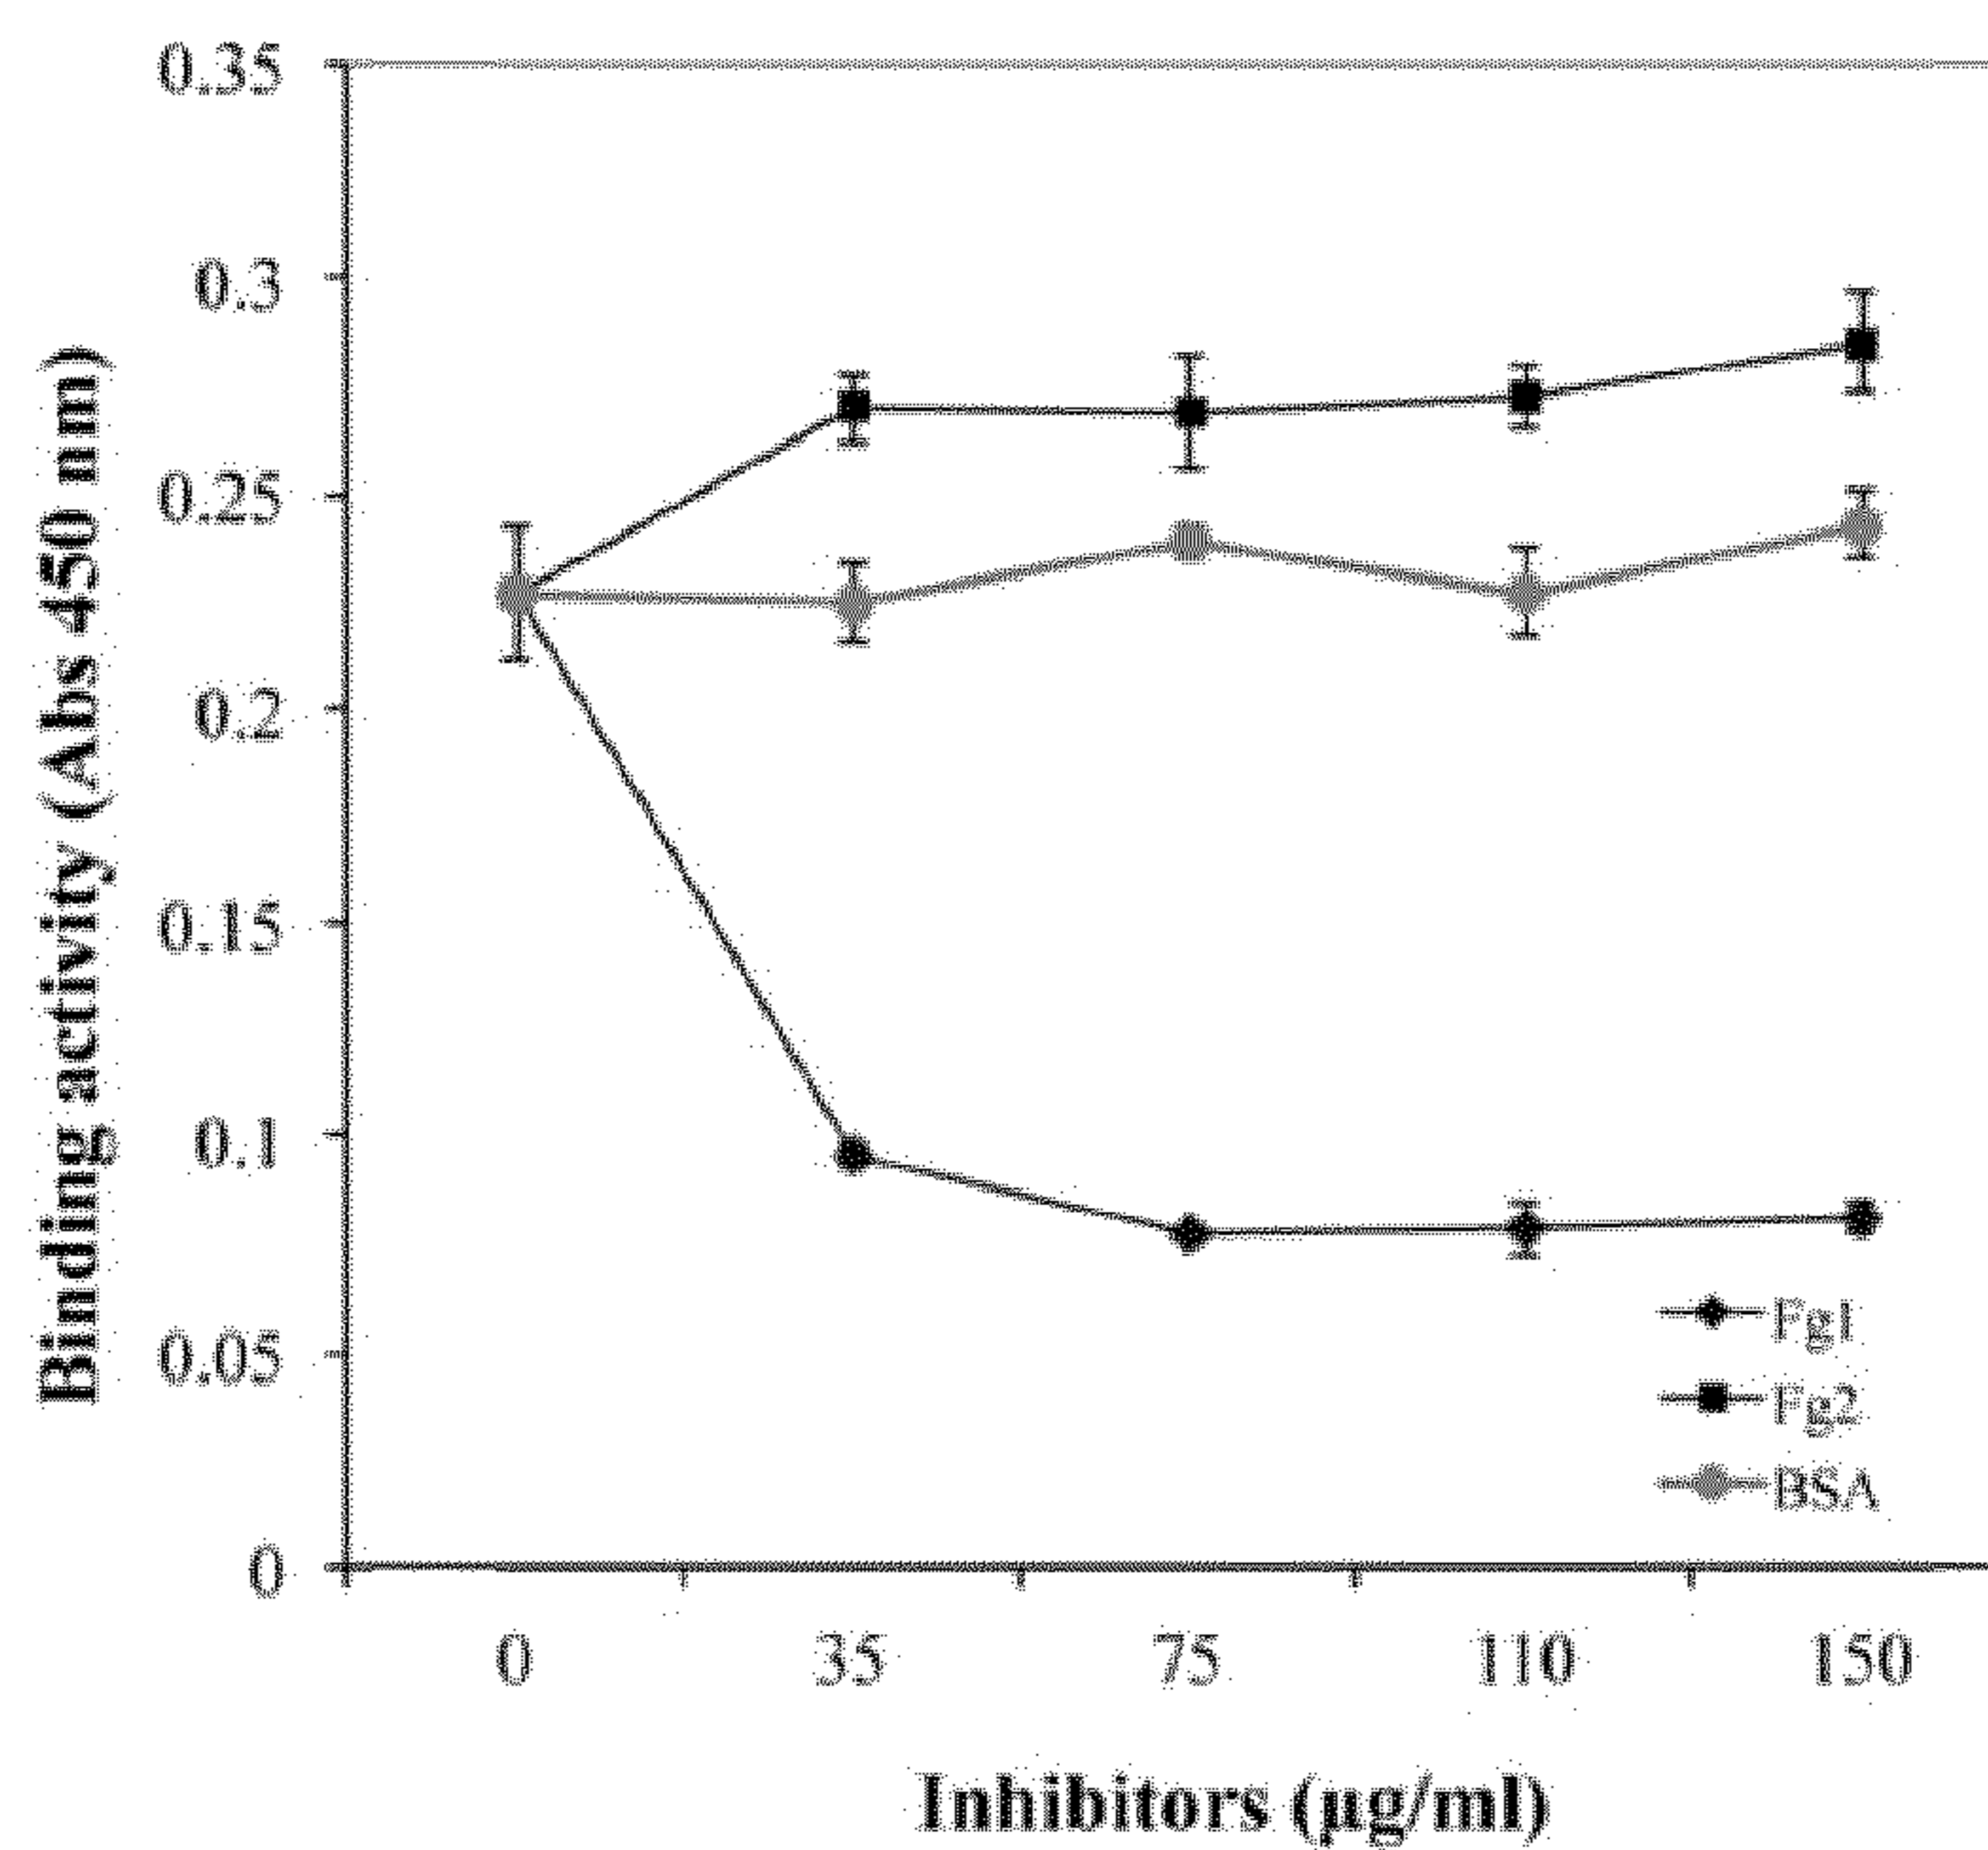 0.35
0.3
0.25
0.2
0.15
0.1
0.05
0
Binding activity (Abs 450 nm)
Fg1
Fg2
BSA
0 35 75 110 150
Inhibitors (µg/ml)